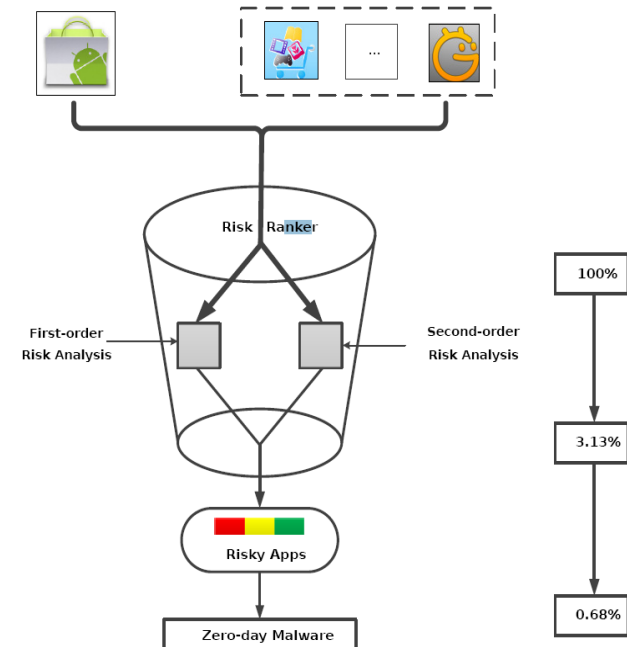 ...
Risk Ranker
100%
First-order
Risk Analysis
Second-order
Risk Analysis
3.13%
Risky Apps
0.68%
Zero-day Malware